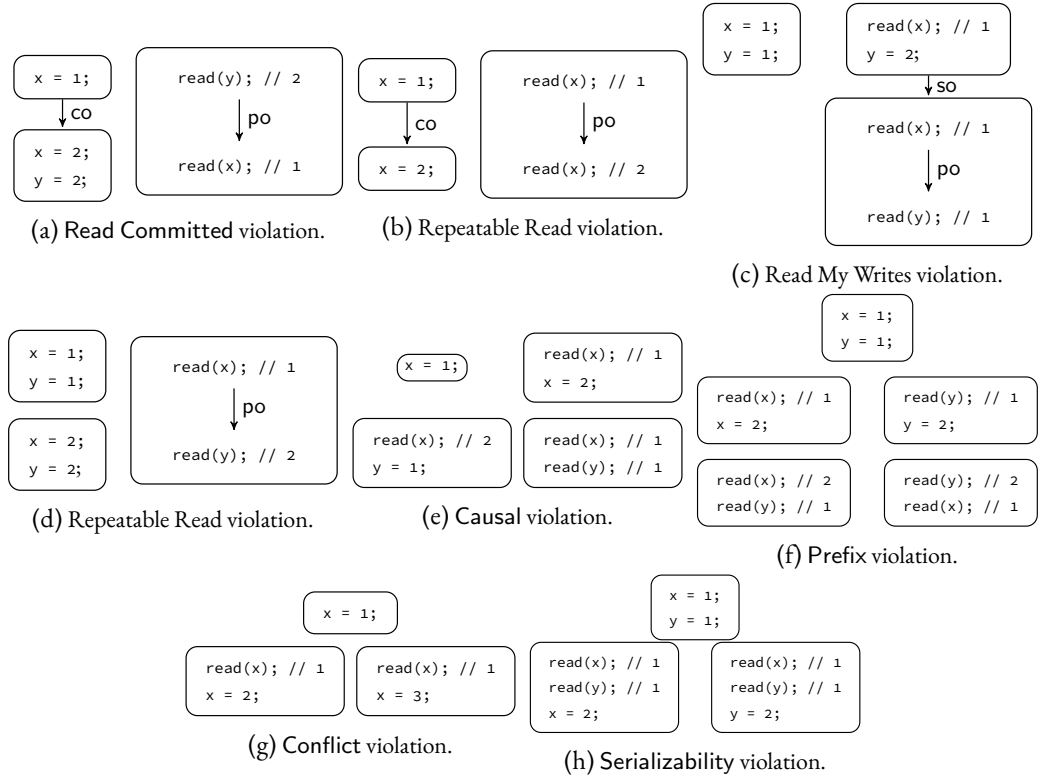 x = 1;
co
x = 2;
y = 2;
read(y); // 2
po
read(x); // 1
(a) Read Committed violation.
x = 1;
co
x = 2;
read(x); // 1
po
read(x); // 2
(b) Repeatable Read violation.
x = 1;
y = 1;
read(x); // 1
y = 2;
so
read(x); // 1
po
read(y); // 1
(c) Read My Writes violation.
x = 1;
y = 1;
x = 2;
y = 2;
read(x); // 1
po
read(y); // 2
(d) Repeatable Read violation.
x = 1;
read(x); // 1
x = 2;
read(x); // 2
y = 1;
read(x); // 1
read(y); // 1
(e) Causal violation.
x = 1;
y = 1;
read(x); // 1
x = 2;
read(y); // 1
y = 2;
read(x); // 2
read(y); // 1
read(y); // 2
read(x); // 1
(f) Prefix violation.
x = 1;
read(x); // 1
x = 2;
read(x); // 1
x = 3;
(g) Conflict violation.
x = 1;
y = 1;
read(x); // 1
read(y); // 1
x = 2;
read(x); // 1
read(y); // 1
y = 2;
(h) Serializability violation.